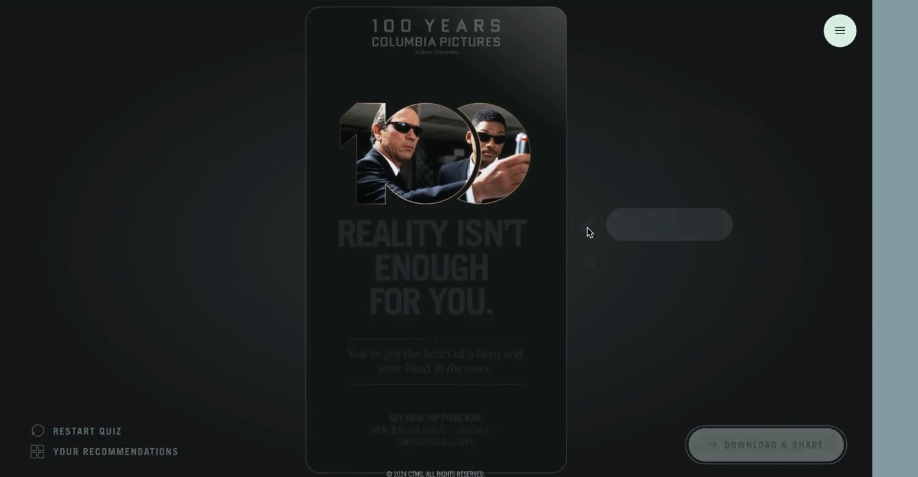 100 YEARS
COLUMBIA PICTURES
a Sony Company
100
REALITY ISN'T
ENOUGH
FOR YOU.
You've got the heart of a hero and
your head in the stars.
GET YOUR TOP PICKS NOW:
MEN IN BLACK (1997) • GATTACA •
RESTART QUIZ
YOUR RECOMMENDATIONS
→ DOWNLOAD & SHARE
© 2024 CTMG. ALL RIGHTS RESERVED.